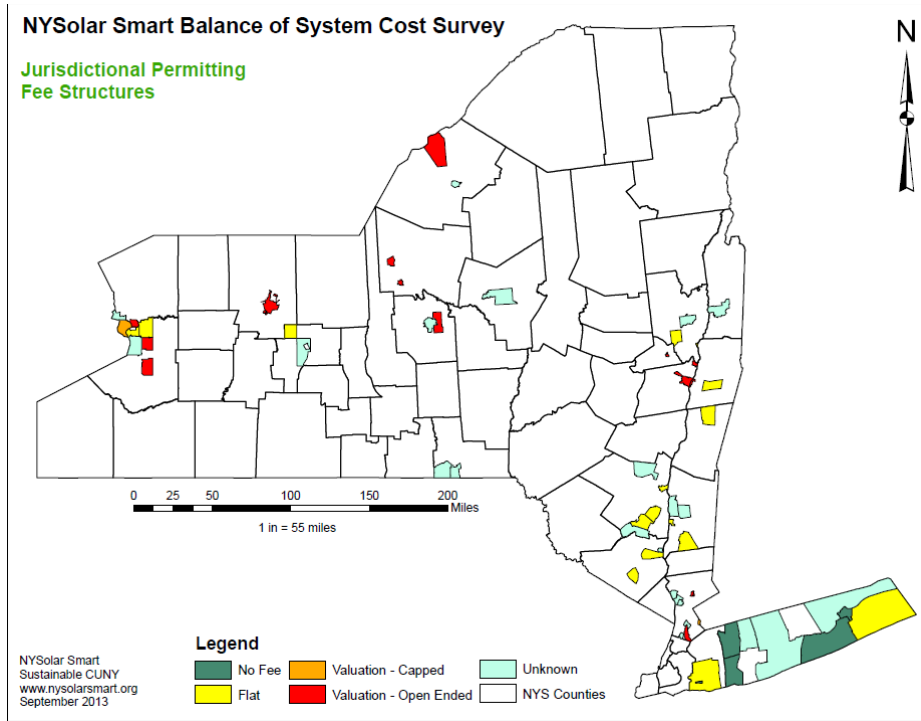 NYSolar Smart Balance of System Cost Survey
Jurisdictional Permitting
Fee Structures
N
0 25 50 100 150 200
Miles
1 in = 55 miles
Legend
No Fee
Valuation - Capped
Unknown
Flat
Valuation - Open Ended
NYS Counties
NYSolar Smart
Sustainable CUNY
www.nysolarsmart.org
September 2013